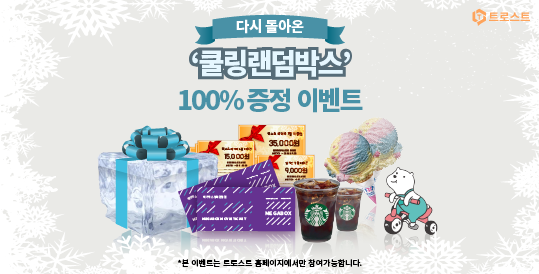 다시 돌아온
트로스트
‘쿨링랜덤박스’
100% 증정 이벤트
35,000원
15,000원
9,000원
MEGABOX
*본 이벤트는 트로스트 홈페이지에서만 참여가능합니다.